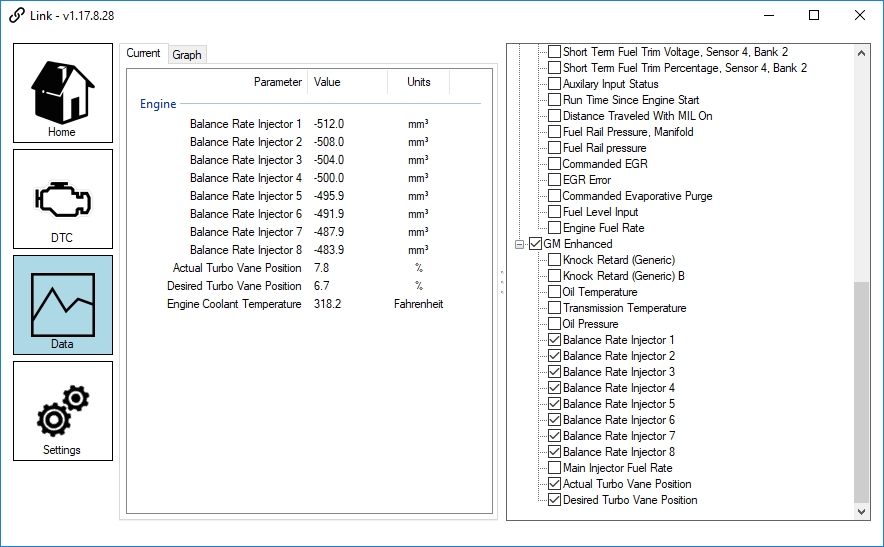 Link - v1.17.8.28
Home
DTC
Data
Settings
Current Graph
Parameter Value Units
Engine
Balance Rate Injector 1 -512.0 mm³
Balance Rate Injector 2 -508.0 mm³
Balance Rate Injector 3 -504.0 mm³
Balance Rate Injector 4 -500.0 mm³
Balance Rate Injector 5 -495.9 mm³
Balance Rate Injector 6 -491.9 mm³
Balance Rate Injector 7 -487.9 mm³
Balance Rate Injector 8 -483.9 mm³
Actual Turbo Vane Position 7.8 %
Desired Turbo Vane Position 6.7 %
Engine Coolant Temperature 318.2 Fahrenheit
Short Term Fuel Trim Voltage, Sensor 4, Bank 2
Short Term Fuel Trim Percentage, Sensor 4, Bank 2
Auxilary Input Status
Run Time Since Engine Start
Distance Traveled With MIL On
Fuel Rail Pressure, Manifold
Fuel Rail pressure
Commanded EGR
EGR Error
Commanded Evaporative Purge
Fuel Level Input
Engine Fuel Rate
GM Enhanced
Knock Retard (Generic)
Knock Retard (Generic) B
Oil Temperature
Transmission Temperature
Oil Pressure
Balance Rate Injector 1
Balance Rate Injector 2
Balance Rate Injector 3
Balance Rate Injector 4
Balance Rate Injector 5
Balance Rate Injector 6
Balance Rate Injector 7
Balance Rate Injector 8
Main Injector Fuel Rate
Actual Turbo Vane Position
Desired Turbo Vane Position